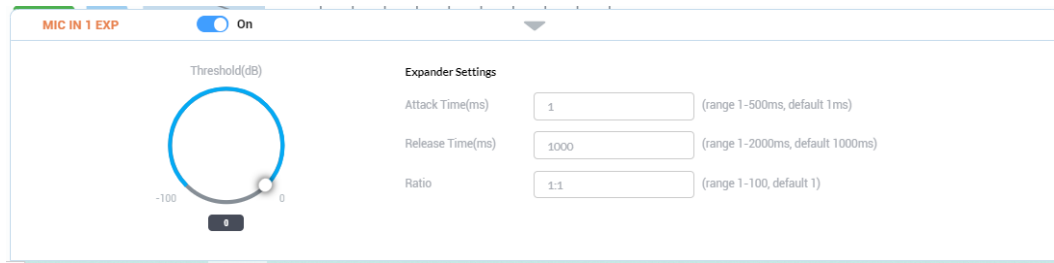 MIC IN 1 EXP On
Threshold(dB)
Expander Settings
Attack Time(ms) 1 (range 1-500ms, default 1ms)
Release Time(ms) 1000 (range 1-2000ms, default 1000ms)
Ratio 1:1 (range 1-100, default 1)
-100 0
0